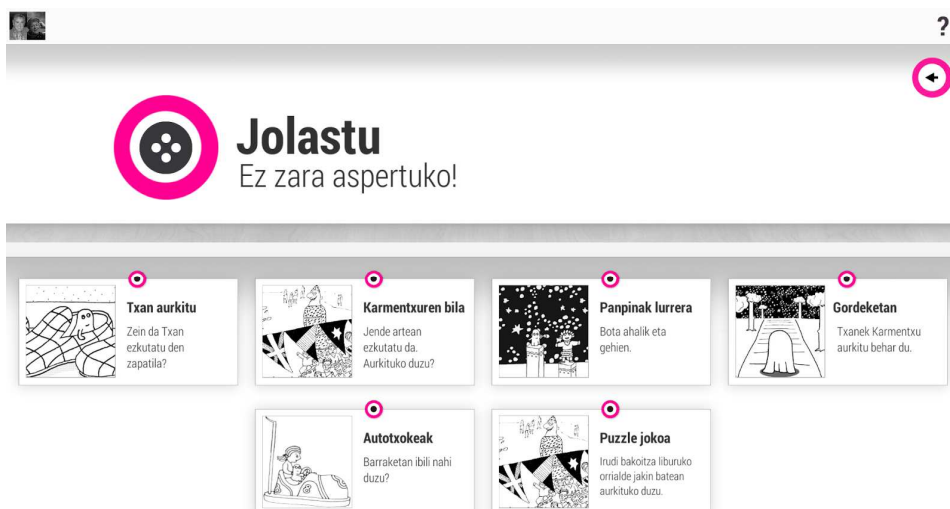 ?
Jolastu
Ez zara aspertuko!
Txan aurkitu
Zein da Txan
ezkutatu den
zapatila?
Karmentxuren bila
Jende artean
ezkutatu da.
Aurkituko duzu?
Panpinak lurrera
Bota ahalik eta
gehien.
Gordeketan
Txanek Karmentxu
aurkitu behar du.
Autotxokeak
Barraketan ibili nahi
duzu?
Puzzle jokoa
Irudi bakoitza liburuko
orrialde jakin batean
aurkituko duzu.